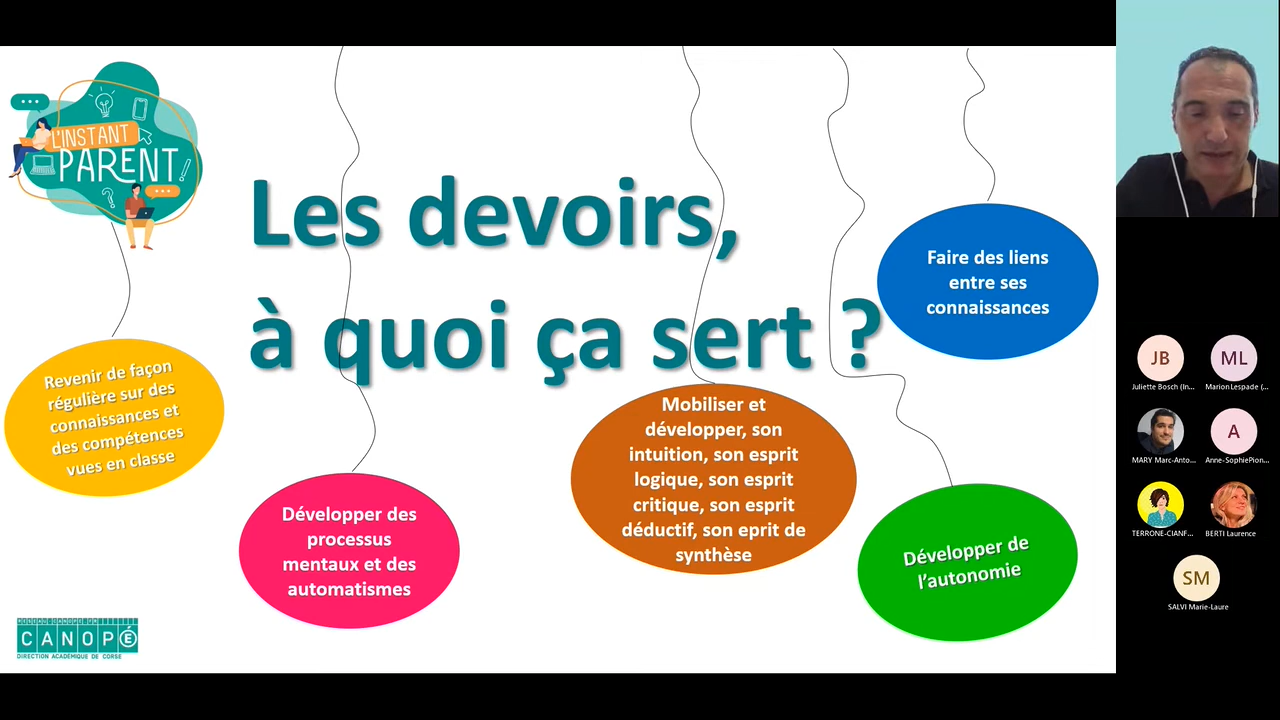 L'INSTANT
PARENT
Les devoirs,
à quoi ça sert ?
Revenir de façon
régulière sur des
connaissances et
des compétences
vues en classe
Développer des
processus
mentaux et des
automatismes
Mobiliser et
développer, son
intuition, son esprit
logique, son esprit
critique, son esprit
déductif, son eprit de
synthèse
Développer de
l'autonomie
Faire des liens
entre ses
connaissances
RÉSEAU CANOPÉ FR
CANOPÉ
DIRECTION ACADÉMIQUE DE CORSE
JB
Juliette Bosch (In...
ML
Marion Lespade (...
MARY Marc-Anto...
A
Anne-SophiePion...
TERRONE-CIANF...
BERTI Laurence
SM
SALVI Marie-Laure